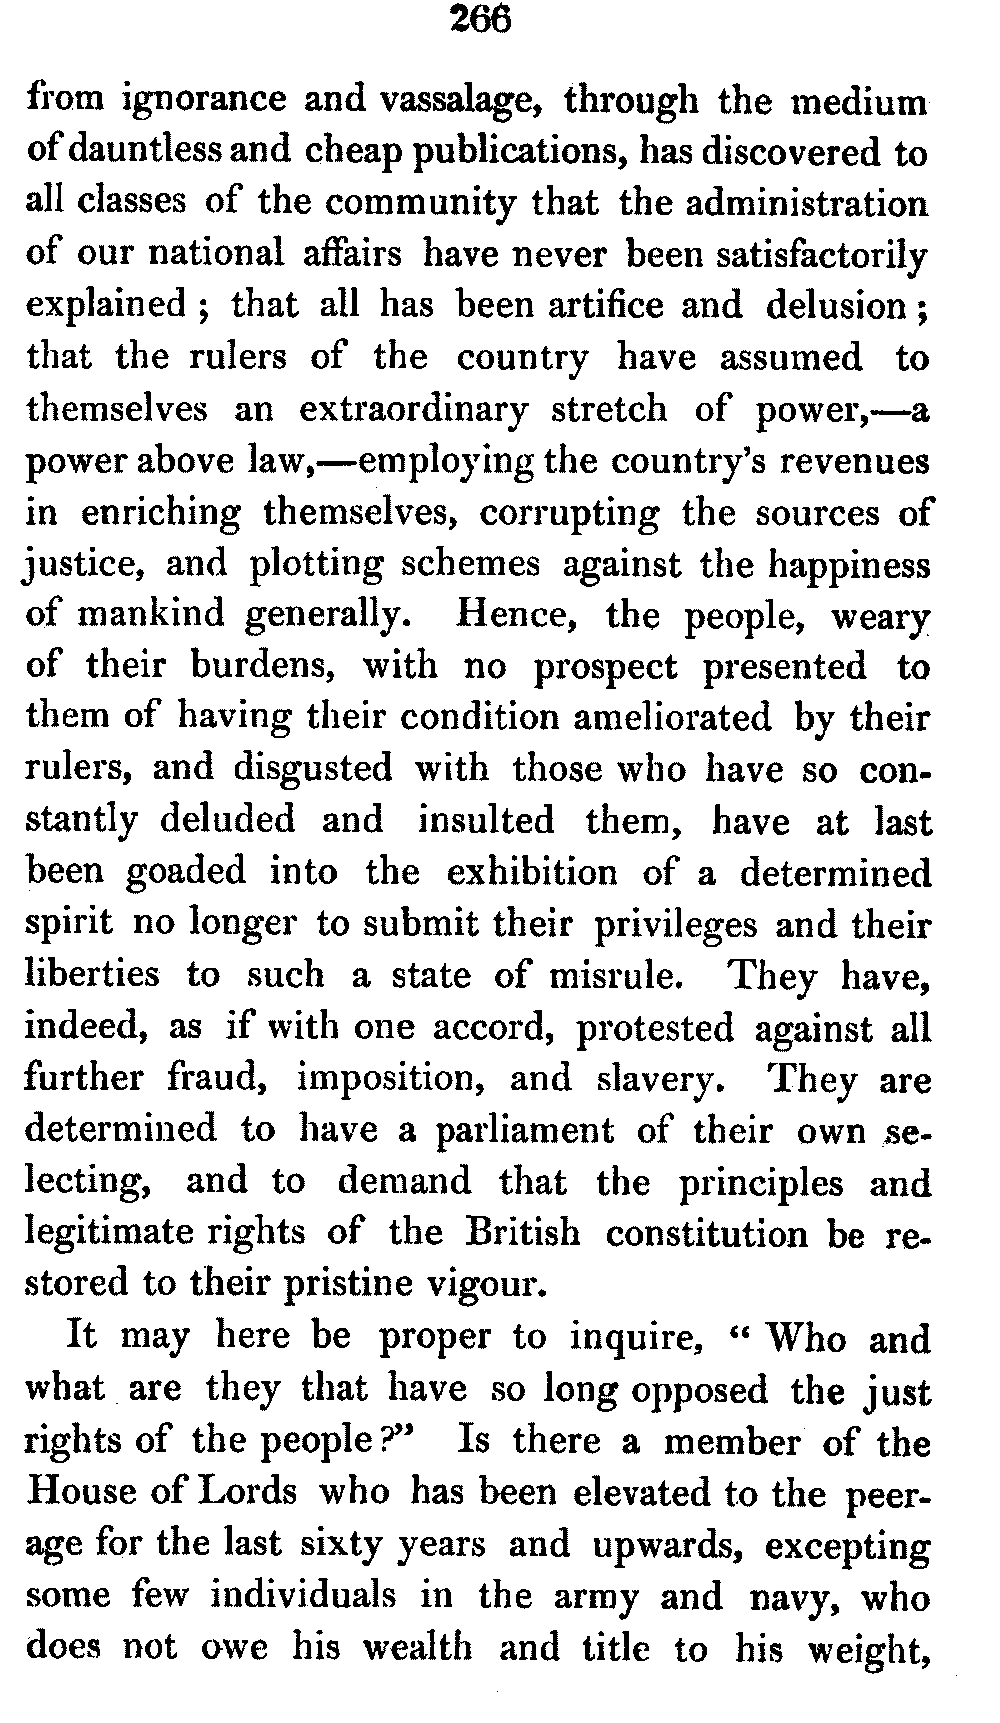 266
from ignorance and vassalage, through the medium
of dauntless and cheap publications, has discovered to
all classes of the community that the administration
of our national affairs have never been satisfactorily
explained ; that all has been artifice and delusion ;
that the rulers of the country have assumed to
themselves an extraordinary stretch of power,—a
power above law,—employing the country's revenues
in enriching themselves, corrupting the sources of
justice, and plotting schemes against the happiness
of mankind generally. Hence, the people, weary
of their burdens, with no prospect presented to
them of having their condition ameliorated by their
rulers, and disgusted with those who have so con-
stantly deluded and insulted them, have at last
been goaded into the exhibition of a determined
spirit no longer to submit their privileges and their
liberties to such a state of misrule. They have,
indeed, as if with one accord, protested against all
further fraud, imposition, and slavery. They are
determined to have a parliament of their own se-
lecting, and to demand that the principles and
legitimate rights of the British constitution be re-
stored to their pristine vigour.
It may here be proper to inquire, “ Who and
what are they that have so long opposed the just
rights of the people ?” Is there a member of the
House of Lords who has been elevated to the peer-
age for the last sixty years and upwards, excepting
some few individuals in the army and navy, who
does not owe his wealth and title to his weight,